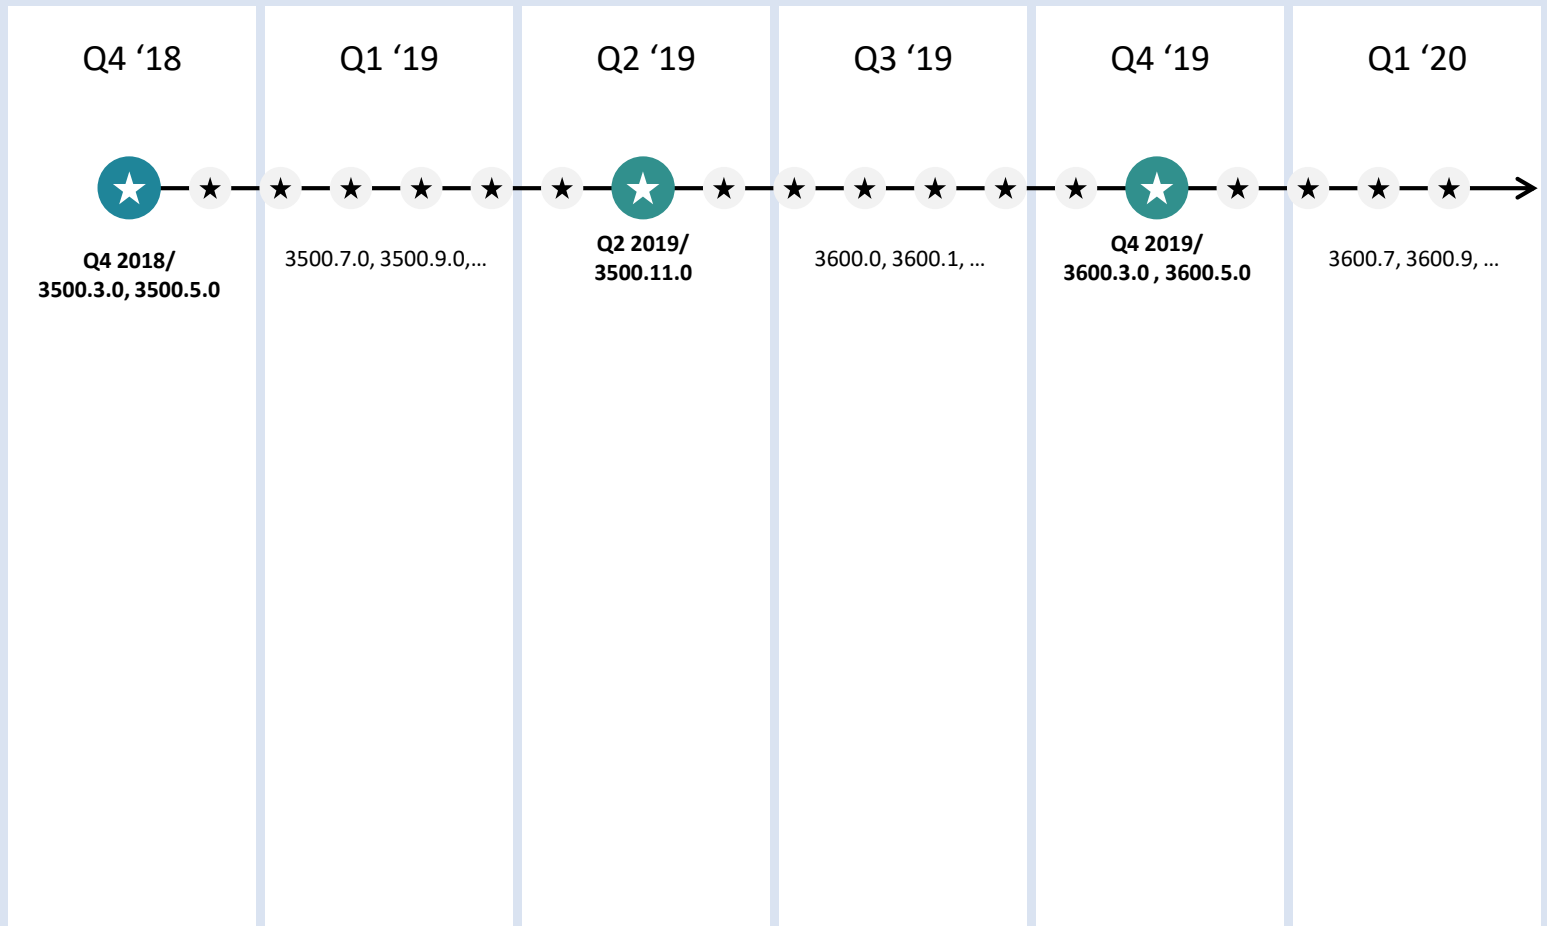 Q4 ‘18
Q1 ‘19
Q2 ‘19
Q3 ‘19
Q4 ‘19
Q1 ‘20
Q4 2018/
3500.3.0, 3500.5.0
3500.7.0, 3500.9.0,...
Q2 2019/
3500.11.0
3600.0, 3600.1, ...
Q4 2019/
3600.3.0 , 3600.5.0
3600.7, 3600.9, ...